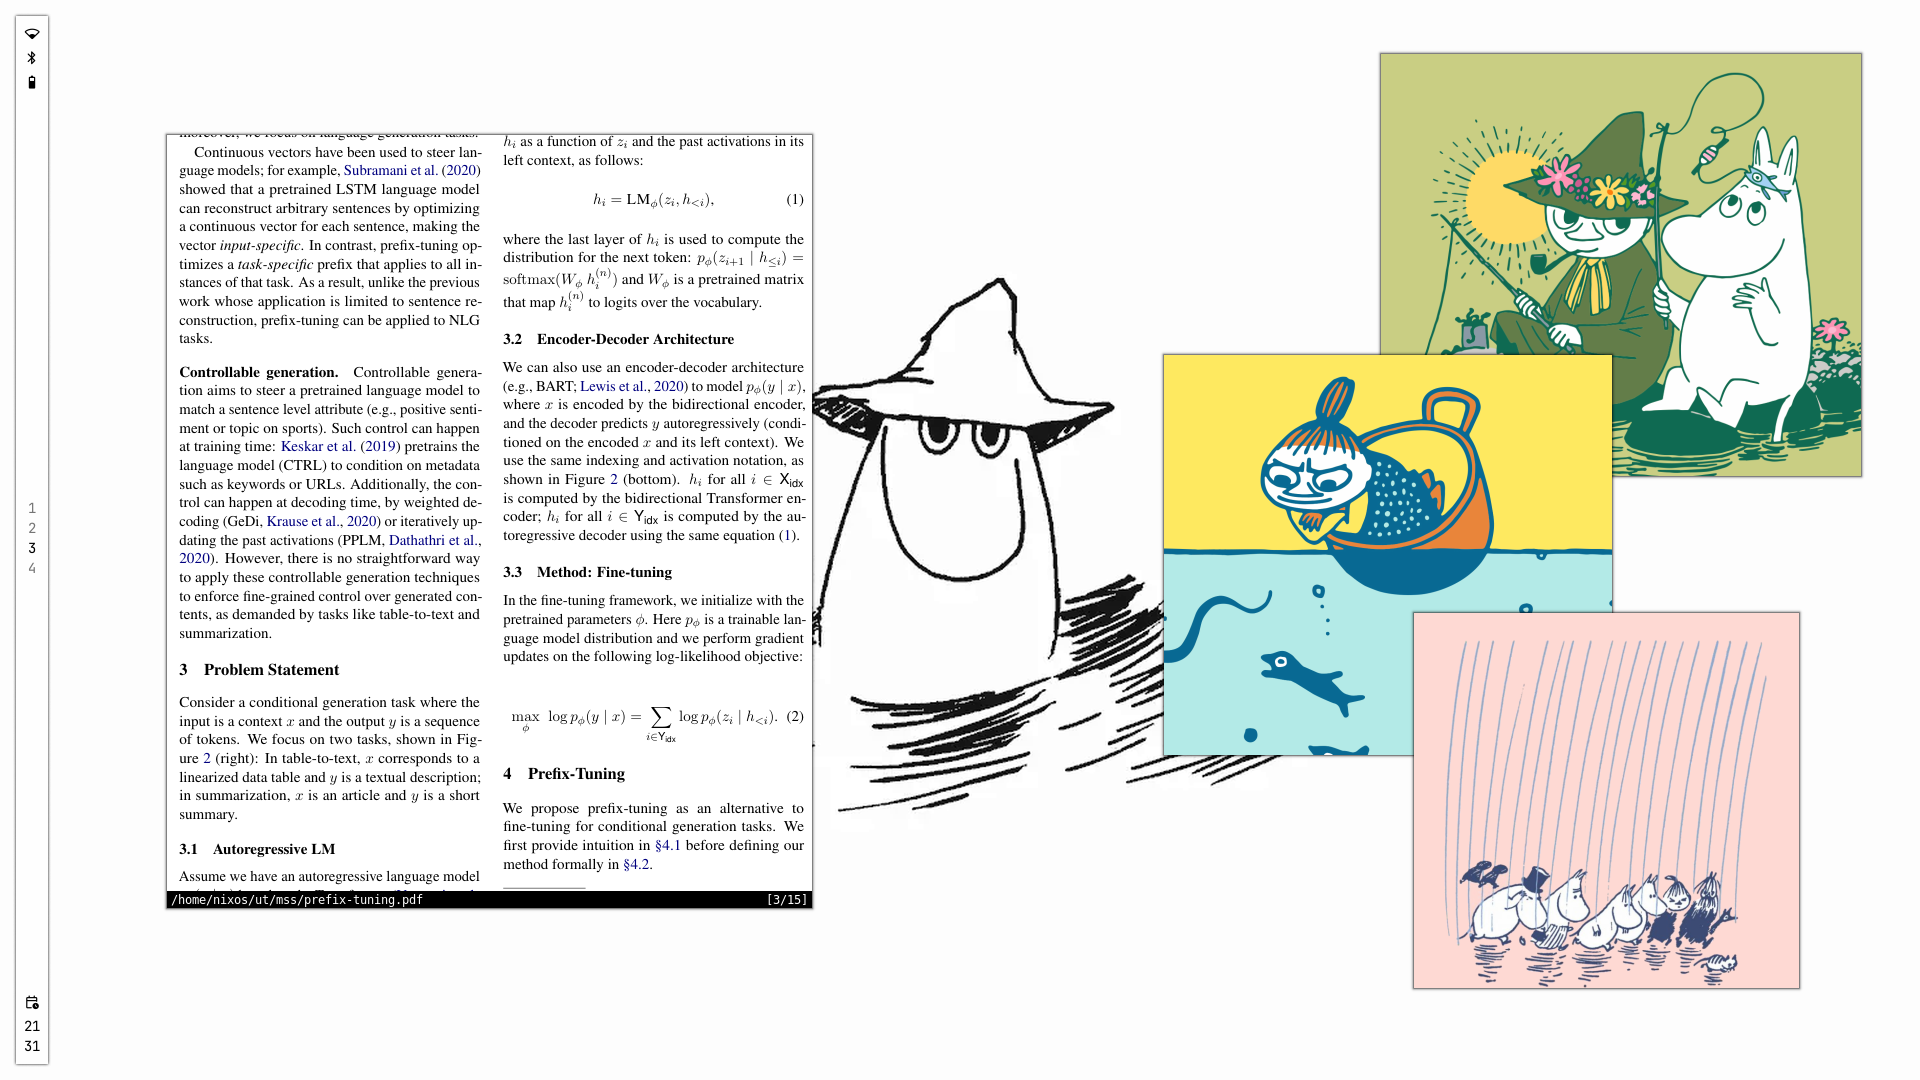 1
2
3
4
21
31
moreover, we focus on language generation tasks.
Continuous vectors have been used to steer lan-
guage models; for example, Subramani et al. (2020)
showed that a pretrained LSTM language model
can reconstruct arbitrary sentences by optimizing
a continuous vector for each sentence, making the
vector input-specific. In contrast, prefix-tuning op-
timizes a task-specific prefix that applies to all in-
stances of that task. As a result, unlike the previous
work whose application is limited to sentence re-
construction, prefix-tuning can be applied to NLG
tasks.
Controllable generation. Controllable genera-
tion aims to steer a pretrained language model to
match a sentence level attribute (e.g., positive senti-
ment or topic on sports). Such control can happen
at training time: Keskar et al. (2019) pretrains the
language model (CTRL) to condition on metadata
such as keywords or URLs. Additionally, the con-
trol can happen at decoding time, by weighted de-
coding (GeDi, Krause et al., 2020) or iteratively up-
dating the past activations (PPLM, Dathathri et al.,
2020). However, there is no straightforward way
to apply these controllable generation techniques
to enforce fine-grained control over generated con-
tents, as demanded by tasks like table-to-text and
summarization.
3 Problem Statement
Consider a conditional generation task where the
input is a context x and the output y is a sequence
of tokens. We focus on two tasks, shown in Fig-
ure 2 (right): In table-to-text, x corresponds to a
linearized data table and y is a textual description;
in summarization, x is an article and y is a short
summary.
3.1 Autoregressive LM
Assume we have an autoregressive language model
h_i as a function of z_i and the past activations in its
left context, as follows:
h_i = LM_ϕ(z_i, h_{<i}), (1)
where the last layer of h_i is used to compute the
distribution for the next token: p_ϕ(z_{i+1} | h_{≤i}) =
softmax(W_ϕ h_i^{(n)}) and W_ϕ is a pretrained matrix
that map h_i^{(n)} to logits over the vocabulary.
3.2 Encoder-Decoder Architecture
We can also use an encoder-decoder architecture
(e.g., BART; Lewis et al., 2020) to model p_ϕ(y | x),
where x is encoded by the bidirectional encoder,
and the decoder predicts y autoregressively (condi-
tioned on the encoded x and its left context). We
use the same indexing and activation notation, as
shown in Figure 2 (bottom). h_i for all i ∈ X_idx
is computed by the bidirectional Transformer en-
coder; h_i for all i ∈ Y_idx is computed by the au-
toregressive decoder using the same equation (1).
3.3 Method: Fine-tuning
In the fine-tuning framework, we initialize with the
pretrained parameters ϕ. Here p_ϕ is a trainable lan-
guage model distribution and we perform gradient
updates on the following log-likelihood objective:
max_ϕ log p_ϕ(y | x) = ∑_{i∈Y_idx} log p_ϕ(z_i | h_{<i}). (2)
4 Prefix-Tuning
We propose prefix-tuning as an alternative to
fine-tuning for conditional generation tasks. We
first provide intuition in §4.1 before defining our
method formally in §4.2.
/home/nixos/ut/mss/prefix-tuning.pdf [3/15]